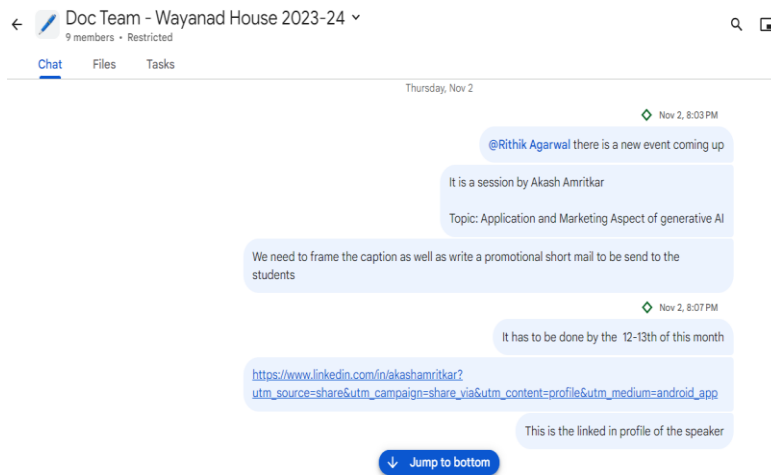 Doc Team - Wayanad House 2023-24
9 members • Restricted
Chat Files Tasks
Thursday, Nov 2
Nov 2, 8:03 PM
@Rithik Agarwal there is a new event coming up
It is a session by Akash Amritkar
Topic: Application and Marketing Aspect of generative AI
We need to frame the caption as well as write a promotional short mail to be send to the
students
Nov 2, 8:07 PM
It has to be done by the 12-13th of this month
https://www.linkedin.com/in/akashamritkar?
utm_source=share&utm_campaign=share_via&utm_content=profile&utm_medium=android_app
This is the linked in profile of the speaker
Jump to bottom